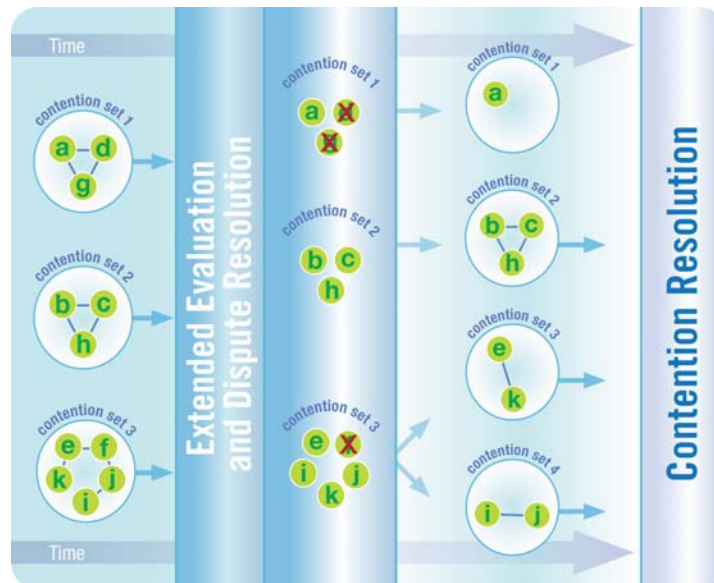 Time
contention set 1
a d
g
contention set 2
b c
h
contention set 3
e f
k j
i
Time
Extended Evaluation
and Dispute Resolution
contention set 1
a
contention set 2
b c
h
contention set 3
e
i j
k
contention set 1
a
contention set 2
b c
h
contention set 3
e
k
contention set 4
i j
Contention Resolution